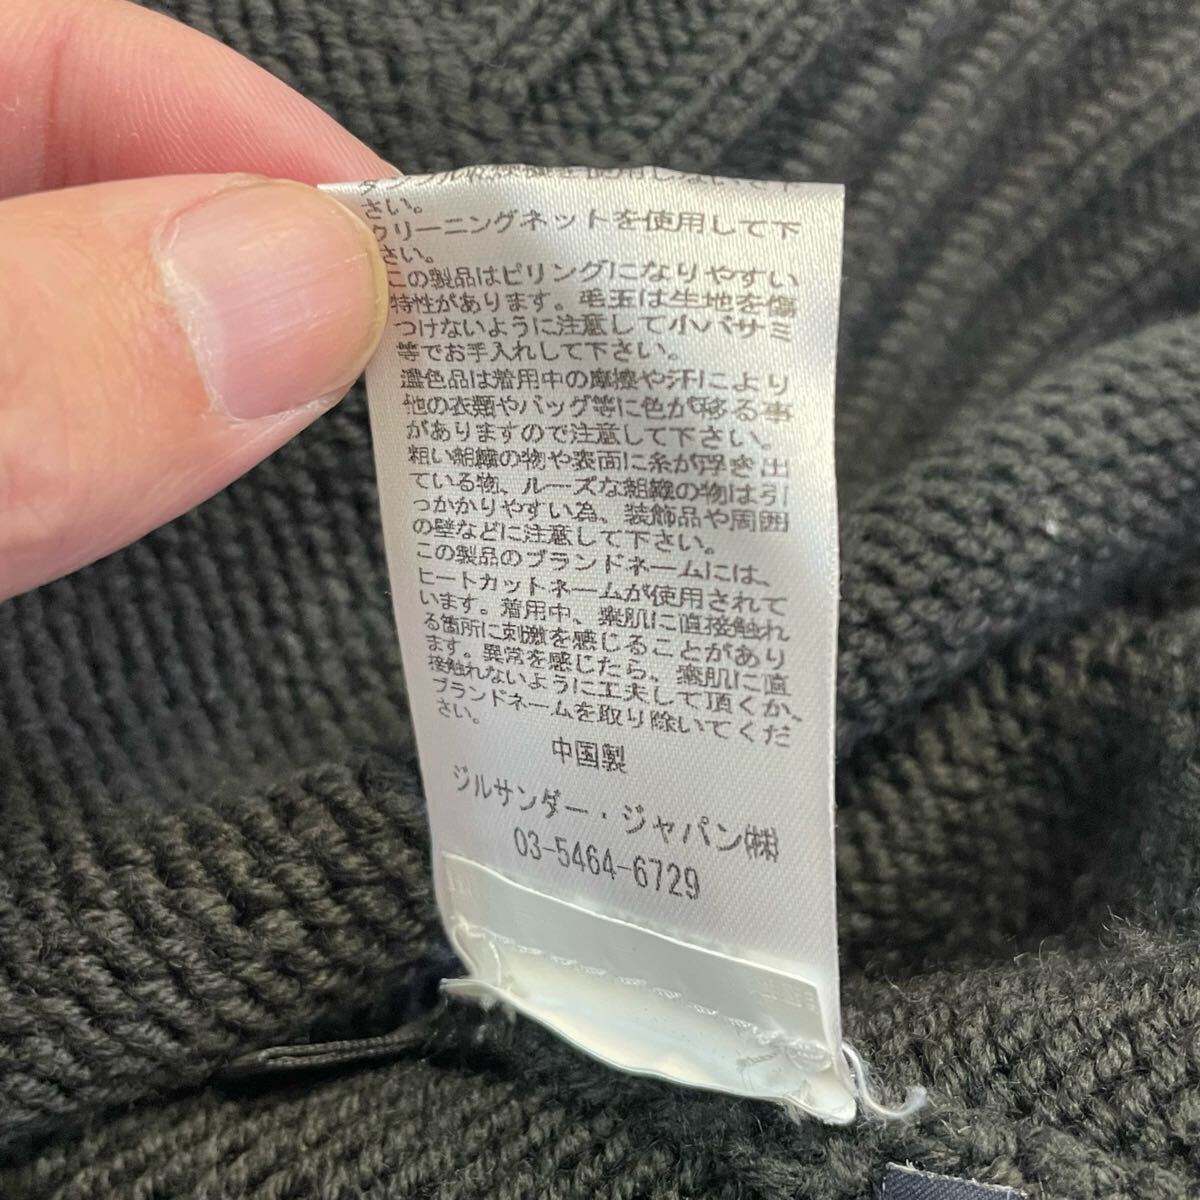 タンブル乾燥機を使用しないで下
さい。
クリーニングネットを使用して下
さい。
この製品はピリングになりやすい
特性があります。毛玉は生地を傷
つけないように注意して小バサミ
等でお手入れして下さい。
濃色品は着用中の摩擦や汗により
他の衣類やバッグ等に色が移る事
がありますので注意して下さい。
粗い組織の物や表面に糸が浮き出
ている物、ルーズな組織の物は引
っかかりやすい為、装飾品や周囲
の壁などに注意して下さい。
この製品のブランドネームには、
ヒートカットネームが使用されて
います。着用中、素肌に直接触れ
る箇所に刺激を感じることがあり
ます。異常を感じたら、素肌に直
接触れないように工夫して頂くか、
ブランドネームを取り除いてくだ
さい。
中国製
ジルサンダー・ジャパン㈱
03-5464-6729